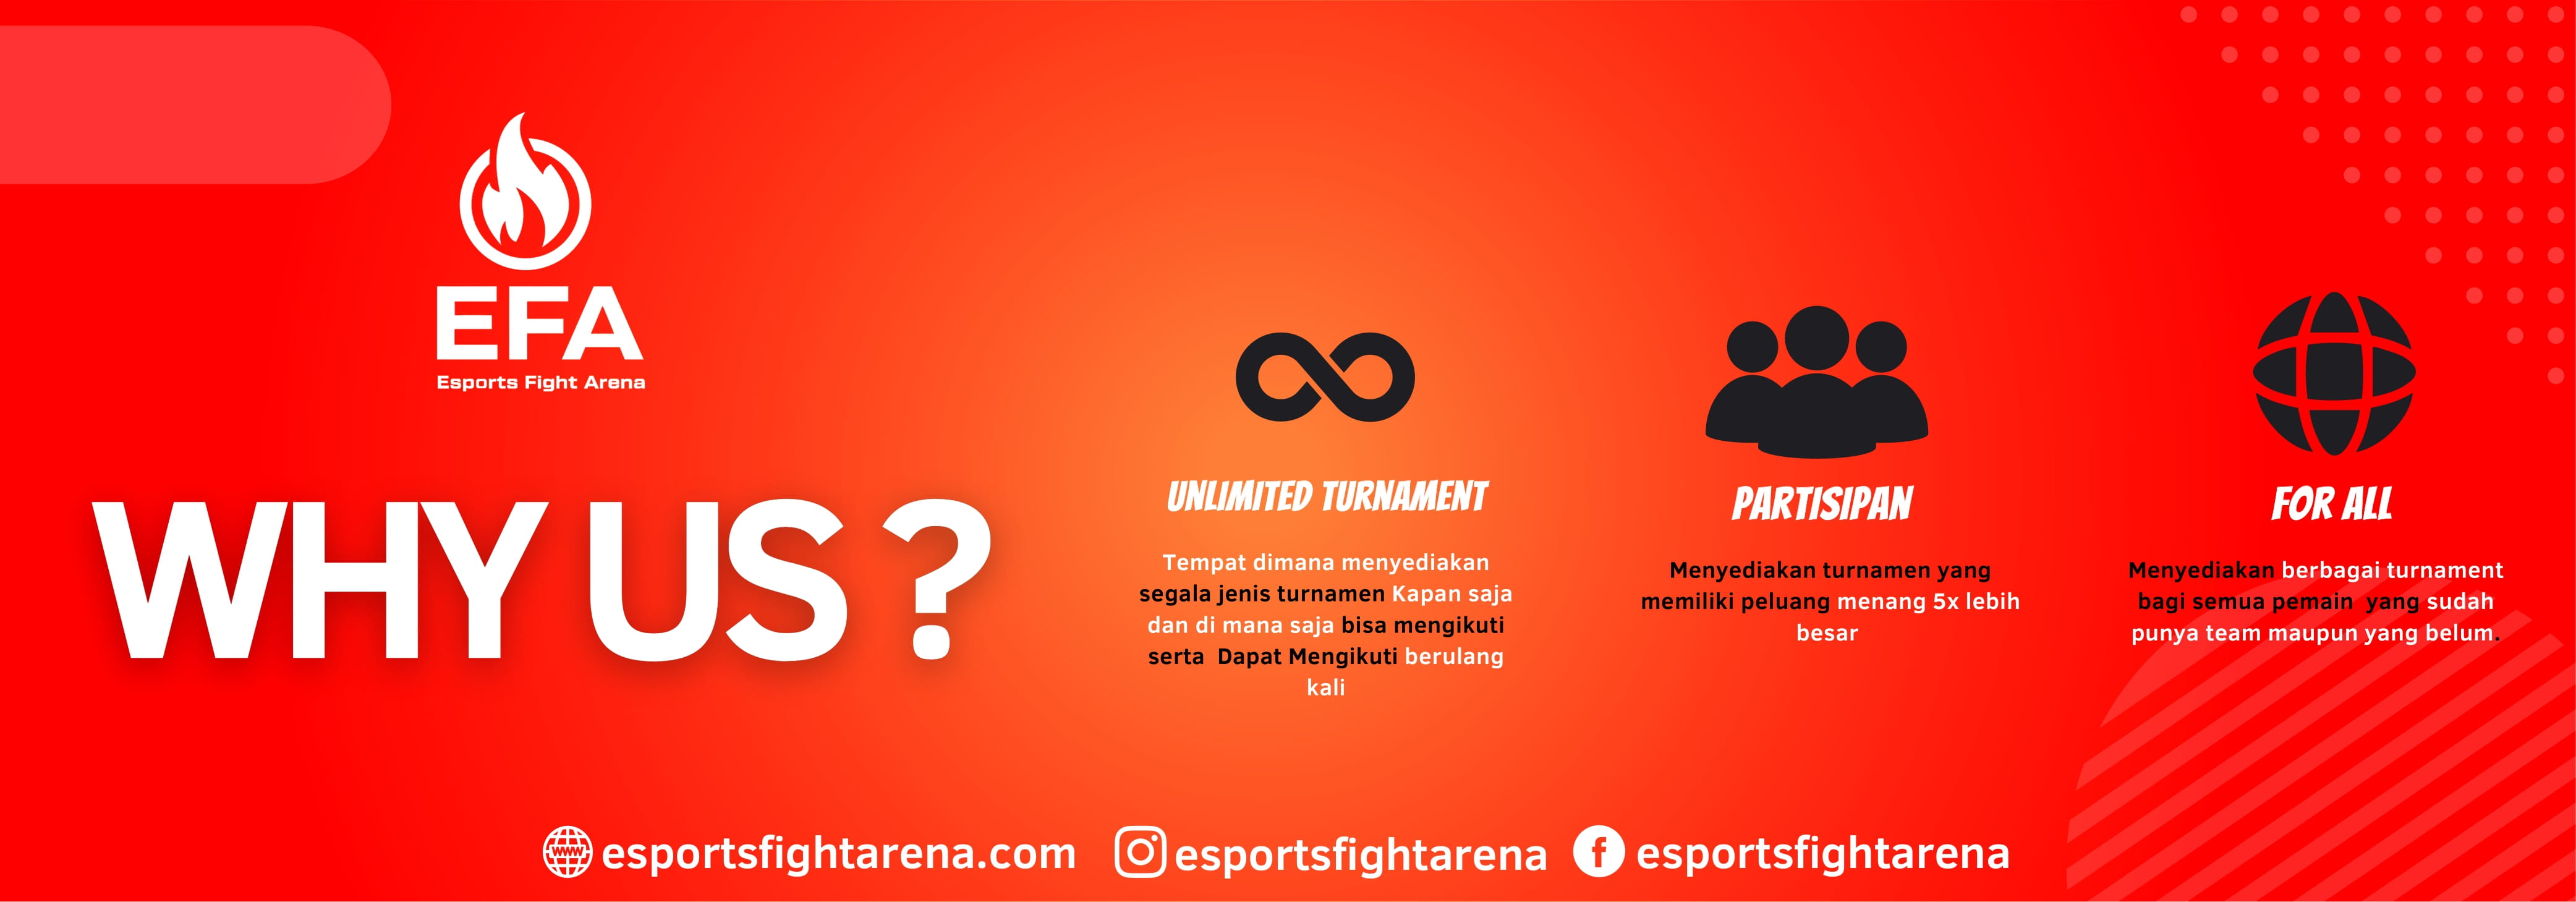 EFA
Esports Fight Arena
WHY US ?
UNLIMITED TURNAMENT
Tempat dimana menyediakan
segala jenis turnamen Kapan saja
dan di mana saja bisa mengikuti
serta  Dapat Mengikuti berulang
kali
PARTISIPAN
Menyediakan turnamen yang
memiliki peluang menang 5x lebih
besar
FOR ALL
Menyediakan berbagai turnament
bagi semua pemain  yang sudah
punya team maupun yang belum.
www esportsfightarena.com
esportsfightarena
esportsfightarena